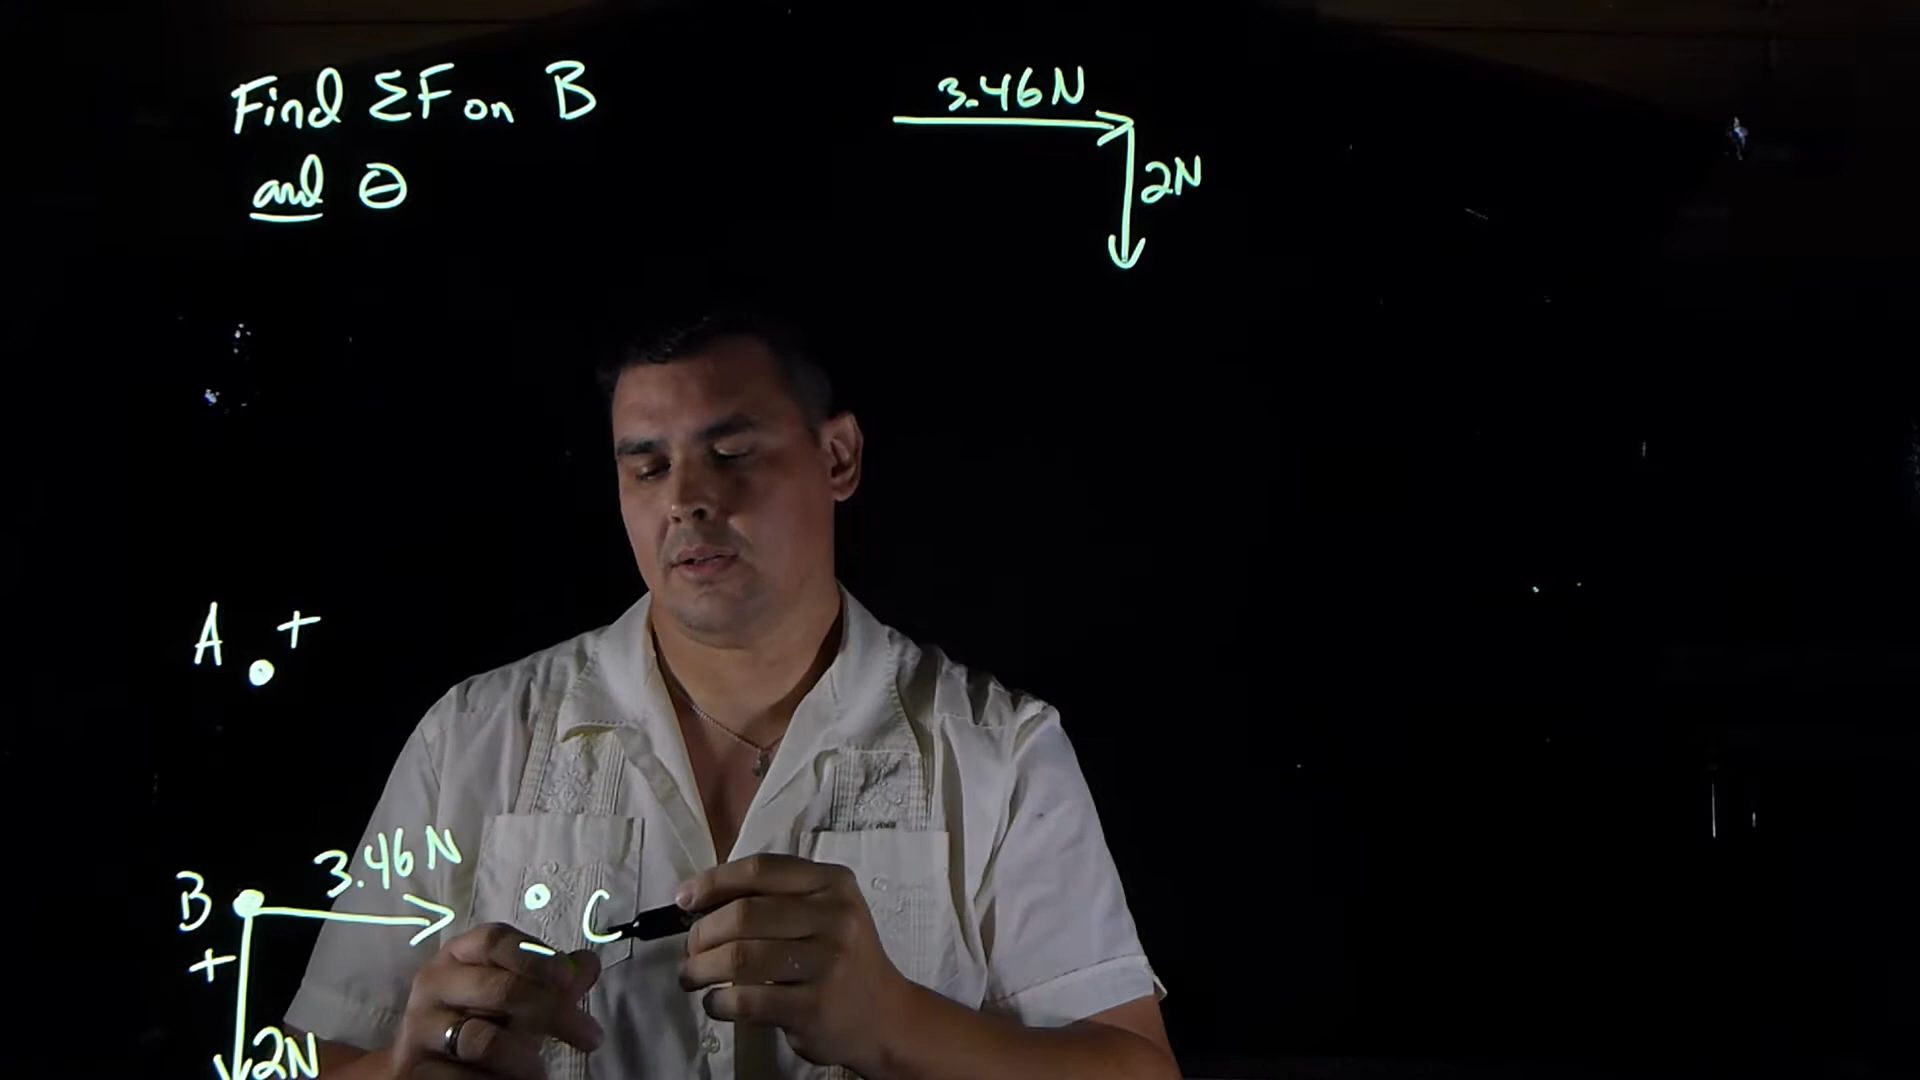 Find ΣF on B
and Θ
3.46N
2N
A +
3.46N
B
C
+
-
2N